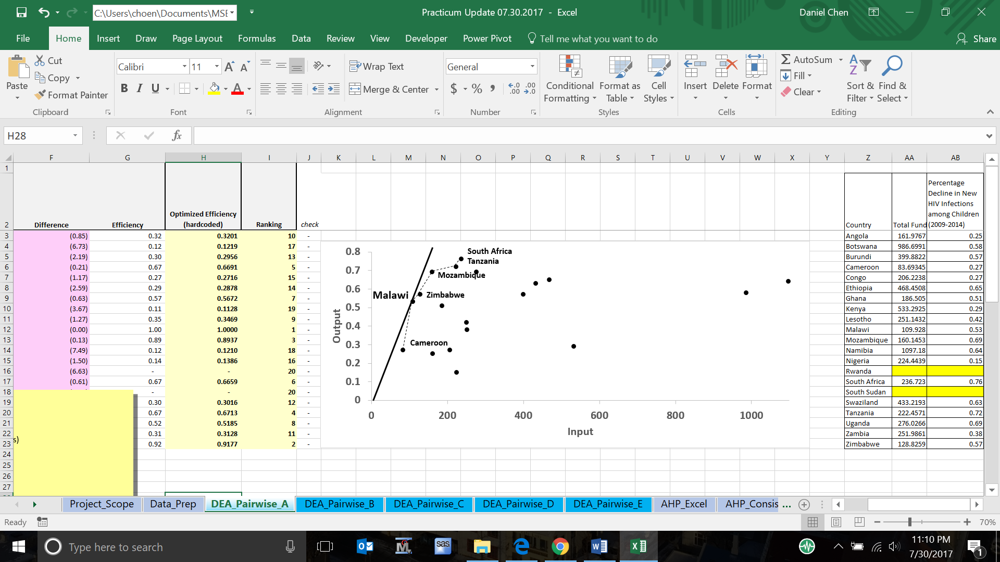 C:\Users\choen\Documents\MSE
Practicum Update 07.30.2017 - Excel
Daniel Chen
File Home Insert Draw Page Layout Formulas Data Review View Developer Power Pivot Tell me what you want to do Share
Paste
Cut
Copy
Format Painter
Clipboard
Calibri 11
B I U
Font
Wrap Text
Merge & Center
Alignment
General
$ % ,
Number
Conditional Formatting
Format as Table
Cell Styles
Styles
Insert Delete Format
Cells
AutoSum
Fill
Clear
Sort & Filter
Find & Select
Editing
H28
fx
F G H I J K L M N O P Q R S T U V W X Y Z AA AB
1
2 Difference Efficiency Optimized Efficiency (hardcoded) Ranking check
3 (0.85) 0.32 0.3201 10 -
4 (6.73) 0.12 0.1219 17 -
5 (2.19) 0.30 0.2956 13 -
6 (0.21) 0.67 0.6691 5 -
7 (1.17) 0.27 0.2716 15 -
8 (2.59) 0.29 0.2878 14 -
9 (0.63) 0.57 0.5672 7 -
10 (3.67) 0.11 0.1128 19 -
11 (1.27) 0.35 0.3469 9 -
12 (0.00) 1.00 1.0000 1 -
13 (0.13) 0.89 0.8937 3 -
14 (7.49) 0.12 0.1210 18 -
15 (1.50) 0.14 0.1386 16 -
16 (6.63) - - 20 -
17 (0.61) 0.67 0.6659 6 -
18 - - 20 -
19 0.30 0.3016 12 -
20 0.67 0.6713 4 -
21 0.52 0.5185 8 -
22 0.31 0.3128 11 -
23 s) 0.92 0.9177 2 -
24
25
26
27
Output
0.8
0.7
0.6
0.5
0.4
0.3
0.2
0.1
0
South Africa
Tanzania
Mozambique
Malawi
Zimbabwe
Cameroon
0 200 400 600 800 1000
Input
Country Total Fund Percentage Decline in New HIV Infections among Children (2009-2014)
Angola 161.9767 0.25
Botswana 986.6991 0.58
Burundi 399.8822 0.57
Cameroon 83.69345 0.27
Congo 206.2238 0.27
Ethiopia 468.4508 0.65
Ghana 186.505 0.51
Kenya 533.2925 0.29
Lesotho 251.1432 0.42
Malawi 109.928 0.53
Mozambique 160.1453 0.69
Namibia 1097.18 0.64
Nigeria 224.4439 0.15
Rwanda
South Africa 236.723 0.76
South Sudan
Swaziland 433.2193 0.63
Tanzania 222.4571 0.72
Uganda 276.0266 0.69
Zambia 251.9861 0.38
Zimbabwe 128.8259 0.57
Project_Scope Data_Prep DEA_Pairwise_A DEA_Pairwise_B DEA_Pairwise_C DEA_Pairwise_D DEA_Pairwise_E AHP_Excel AHP_Consis ...
Ready
70%
Type here to search
sas
11:10 PM
7/30/2017
1